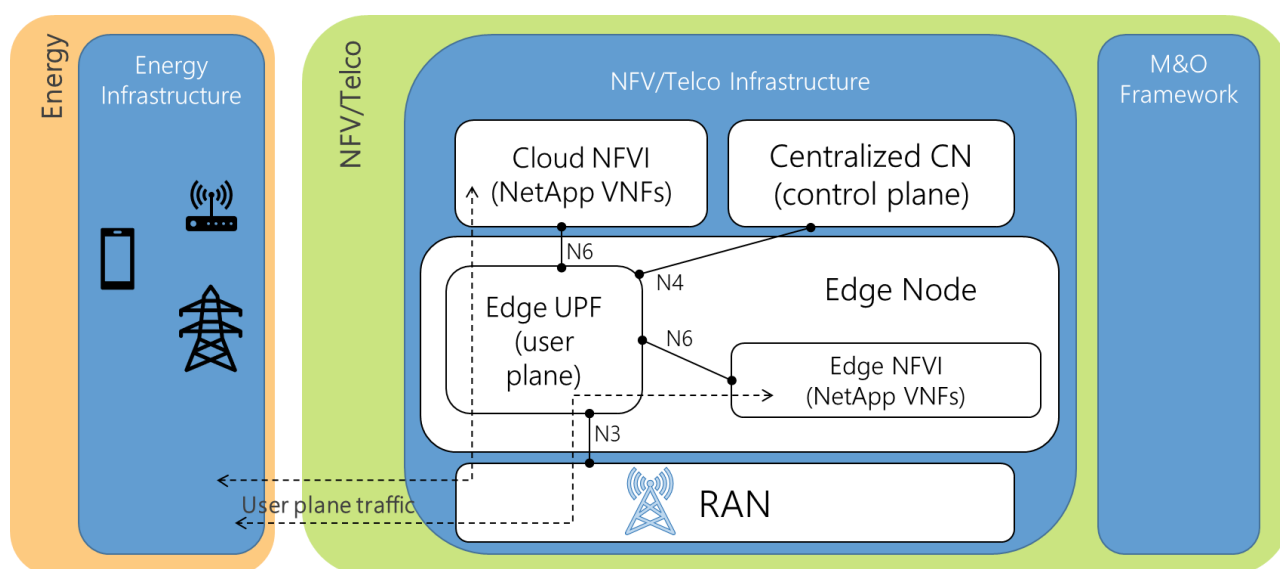 Energy
Energy
Infrastructure
NFV/Telco
NFV/Telco Infrastructure
M&O
Framework
Cloud NFVI
(NetApp VNFs)
Centralized CN
(control plane)
N6
N4
Edge UPF
(user
plane)
Edge Node
N6
Edge NFVI
(NetApp VNFs)
N3
User plane traffic
RAN